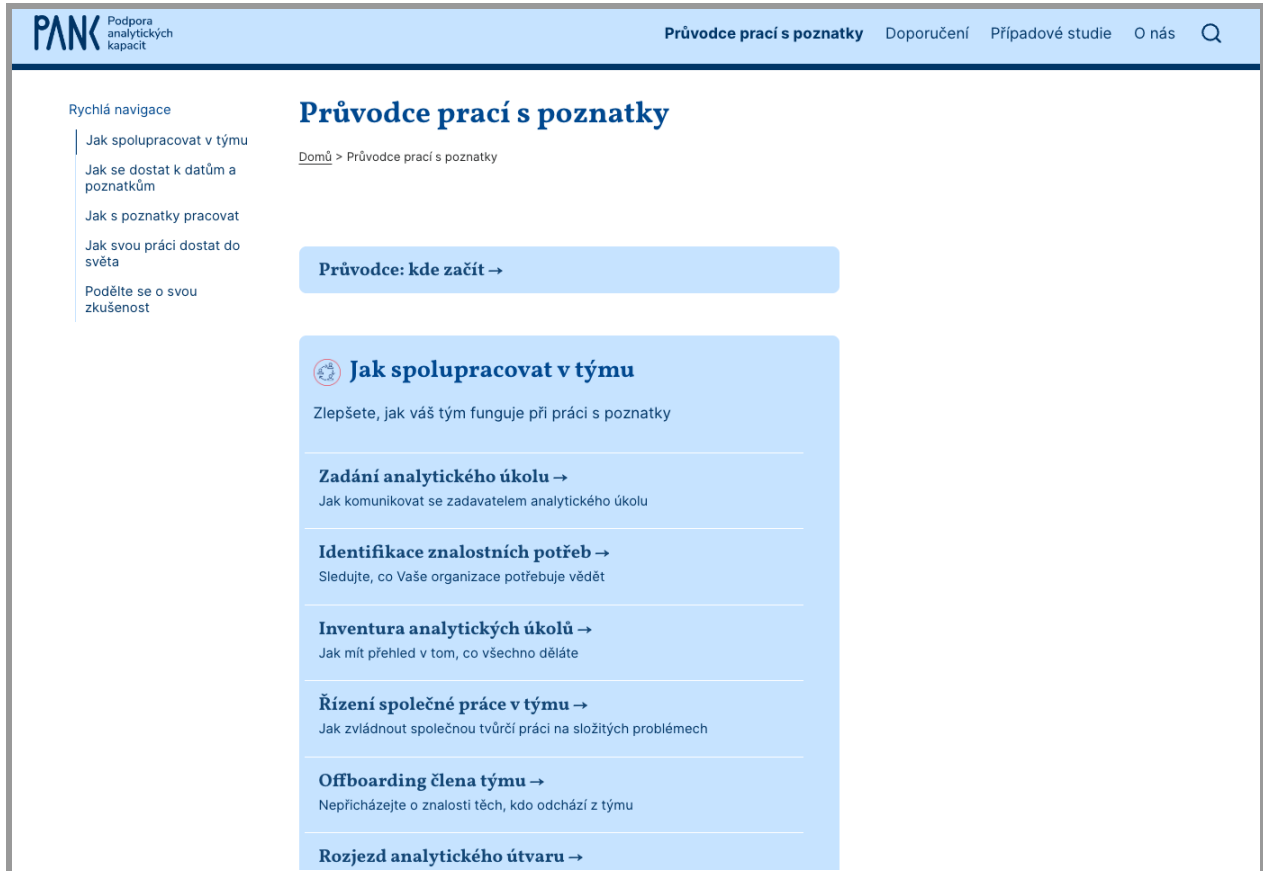 PANK Podpora
analytických
kapacit
Průvodce prací s poznatky Doporučení Případové studie O nás
Rychlá navigace
Jak spolupracovat v týmu
Jak se dostat k datům a
poznatkům
Jak s poznatky pracovat
Jak svou práci dostat do
světa
Podělte se o svou
zkušenost
Průvodce prací s poznatky
Domů > Průvodce prací s poznatky
Průvodce: kde začít →
Jak spolupracovat v týmu
Zlepšete, jak váš tým funguje při práci s poznatky
Zadání analytického úkolu →
Jak komunikovat se zadavatelem analytického úkolu
Identifikace znalostních potřeb →
Sledujte, co Vaše organizace potřebuje vědět
Inventura analytických úkolů →
Jak mít přehled v tom, co všechno děláte
Řízení společné práce v týmu →
Jak zvládnout společnou tvůrčí práci na složitých problémech
Offboarding člena týmu →
Nepřicházejte o znalosti těch, kdo odchází z týmu
Rozjezd analytického útvaru →